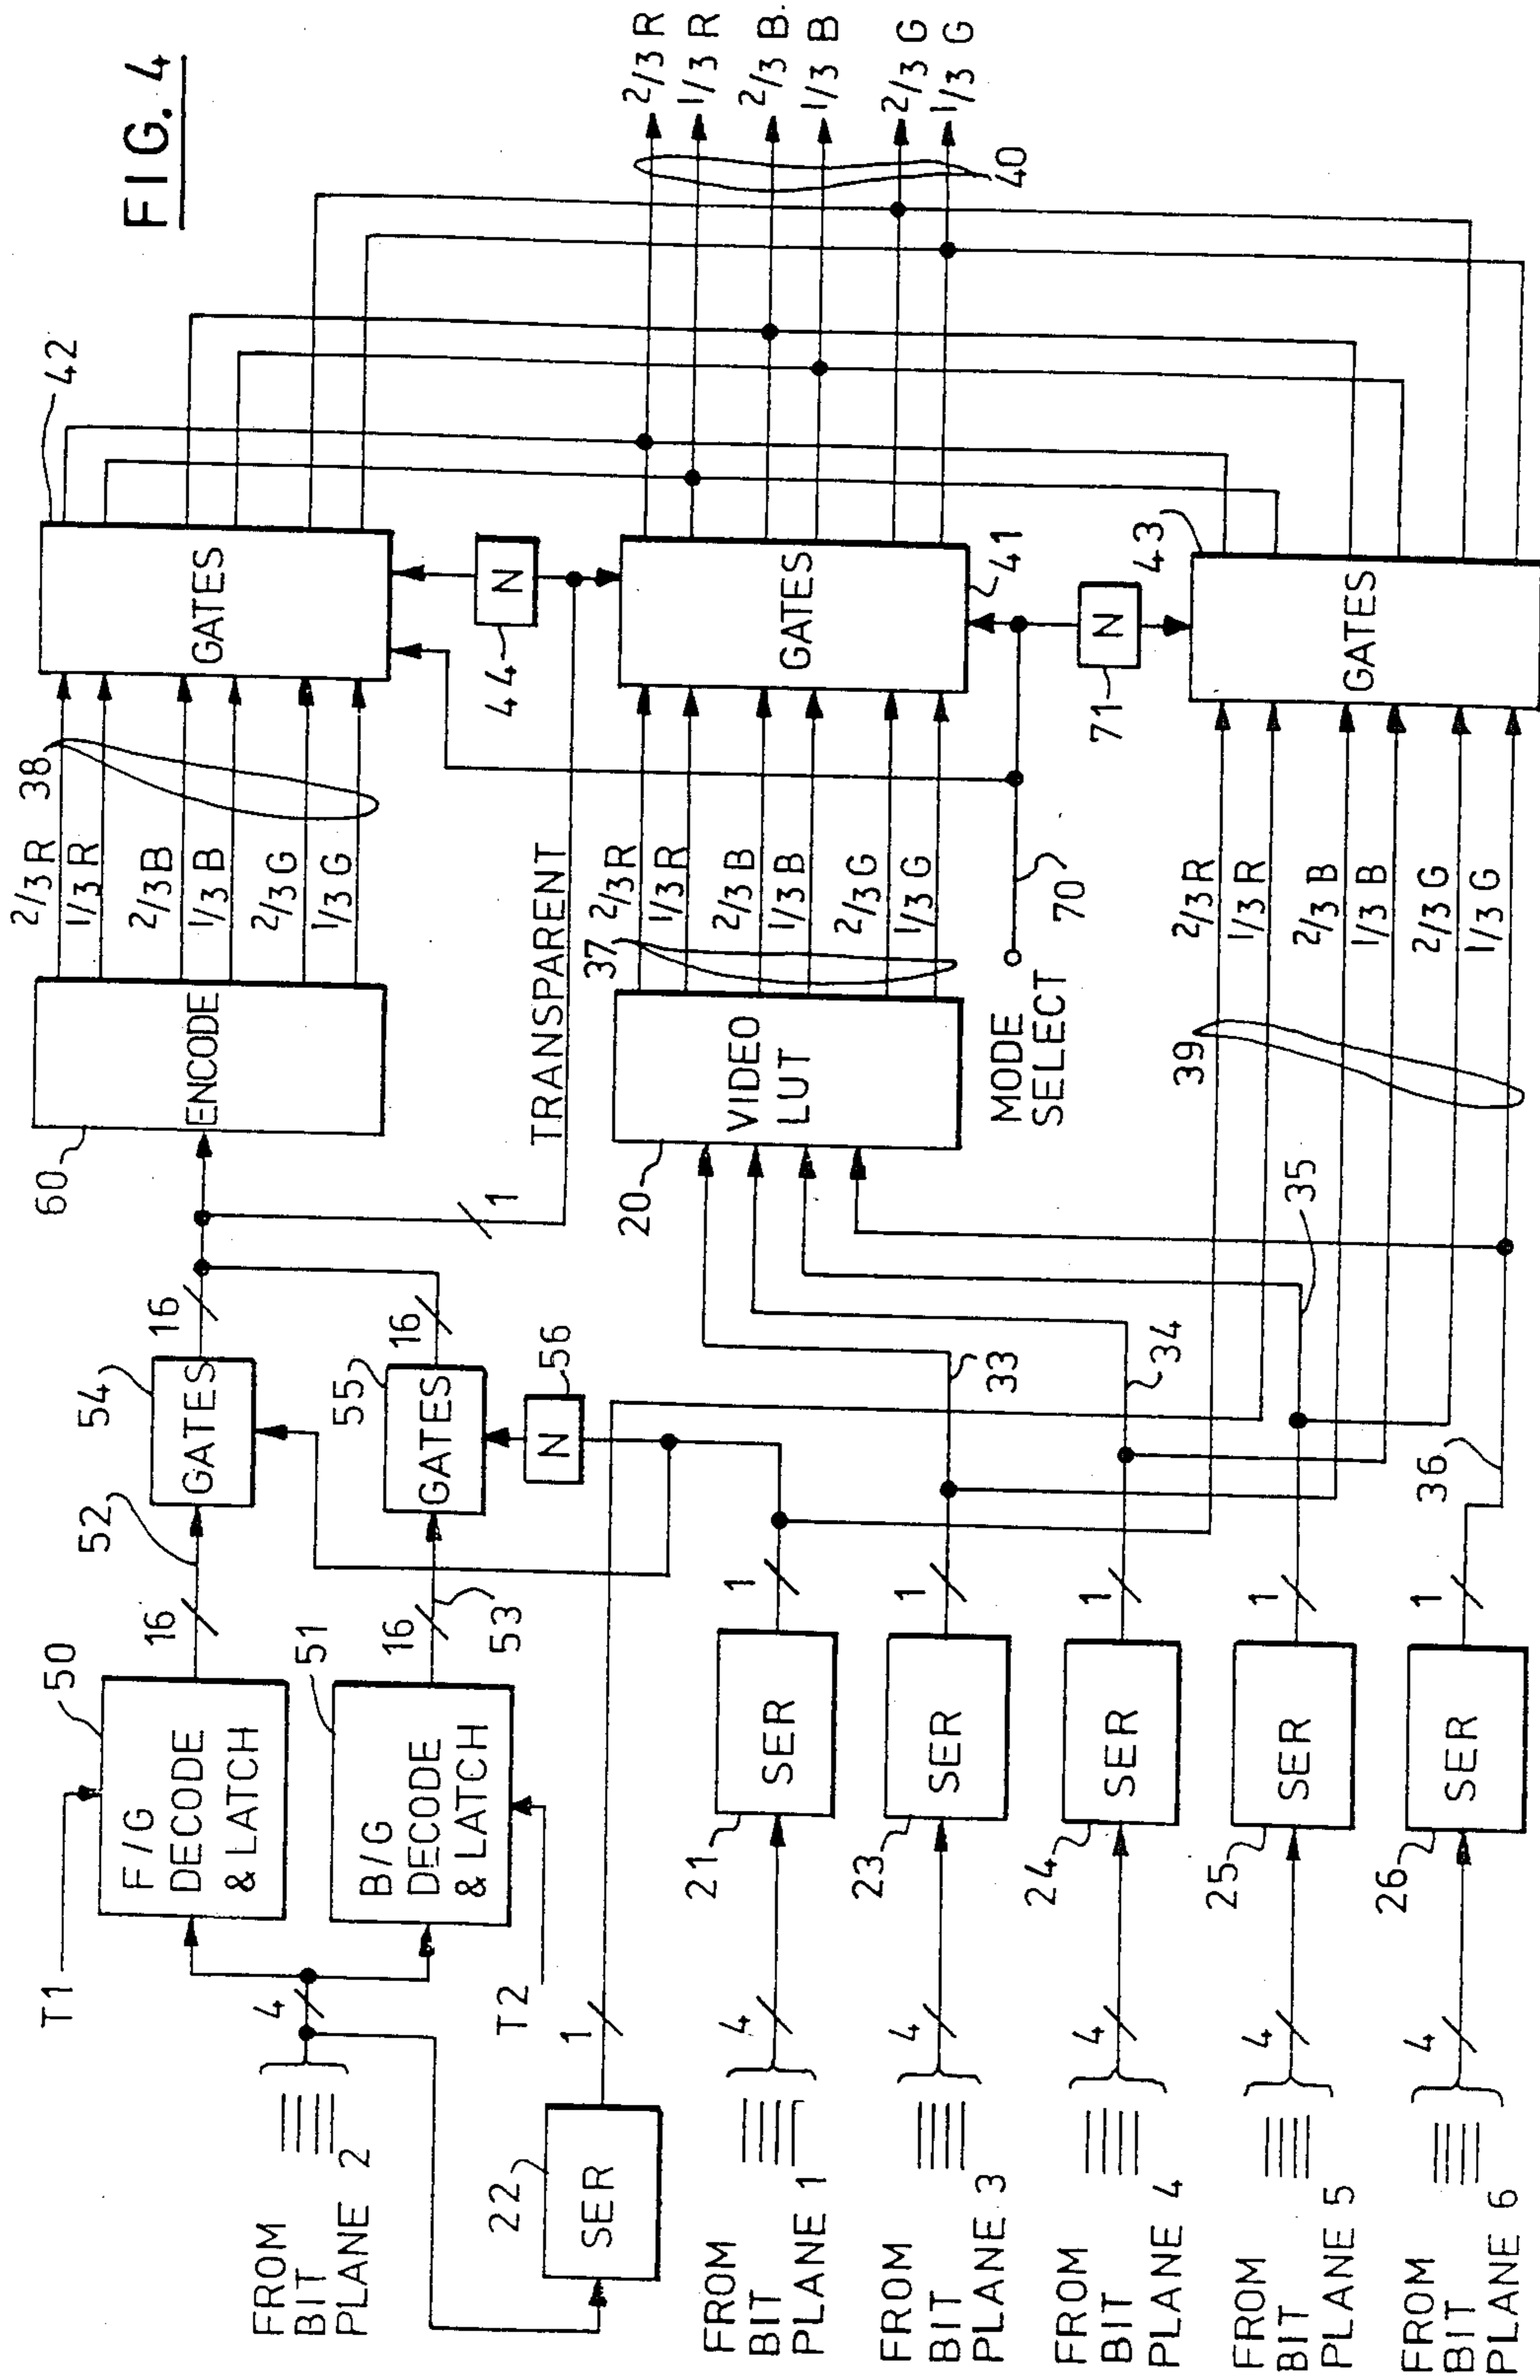 FIG. 4
T1
50
F/G
DECODE
& LATCH
16
52
54
GATES
16
60
ENCODE
2/3 R
1/3 R
2/3 B
1/3 B
2/3 G
1/3 G
38
GATES
42
FROM
BIT
PLANE 2
4
51
B/G
DECODE
& LATCH
T2
16
53
55
GATES
16
56
N
1
TRANSPARENT
44
N
22
SER
1
20
VIDEO
LUT
37
2/3 R
1/3 R
2/3 B
1/3 B
2/3 G
1/3 G
GATES
41
2/3 R
1/3 R
2/3 B.
1/3 B
2/3 G
1/3 G
40
FROM
BIT
PLANE 1
4
21
SER
1
FROM
BIT
PLANE 3
4
23
SER
1
33
MODE
SELECT
70
71
N
FROM
BIT
PLANE 4
4
24
SER
1
34
39
2/3 R
1/3 R
2/3 B
1/3 B
2/3 G
1/3 G
GATES
43
FROM
BIT
PLANE 5
4
25
SER
1
35
FROM
BIT
PLANE 6
4
26
SER
1
36